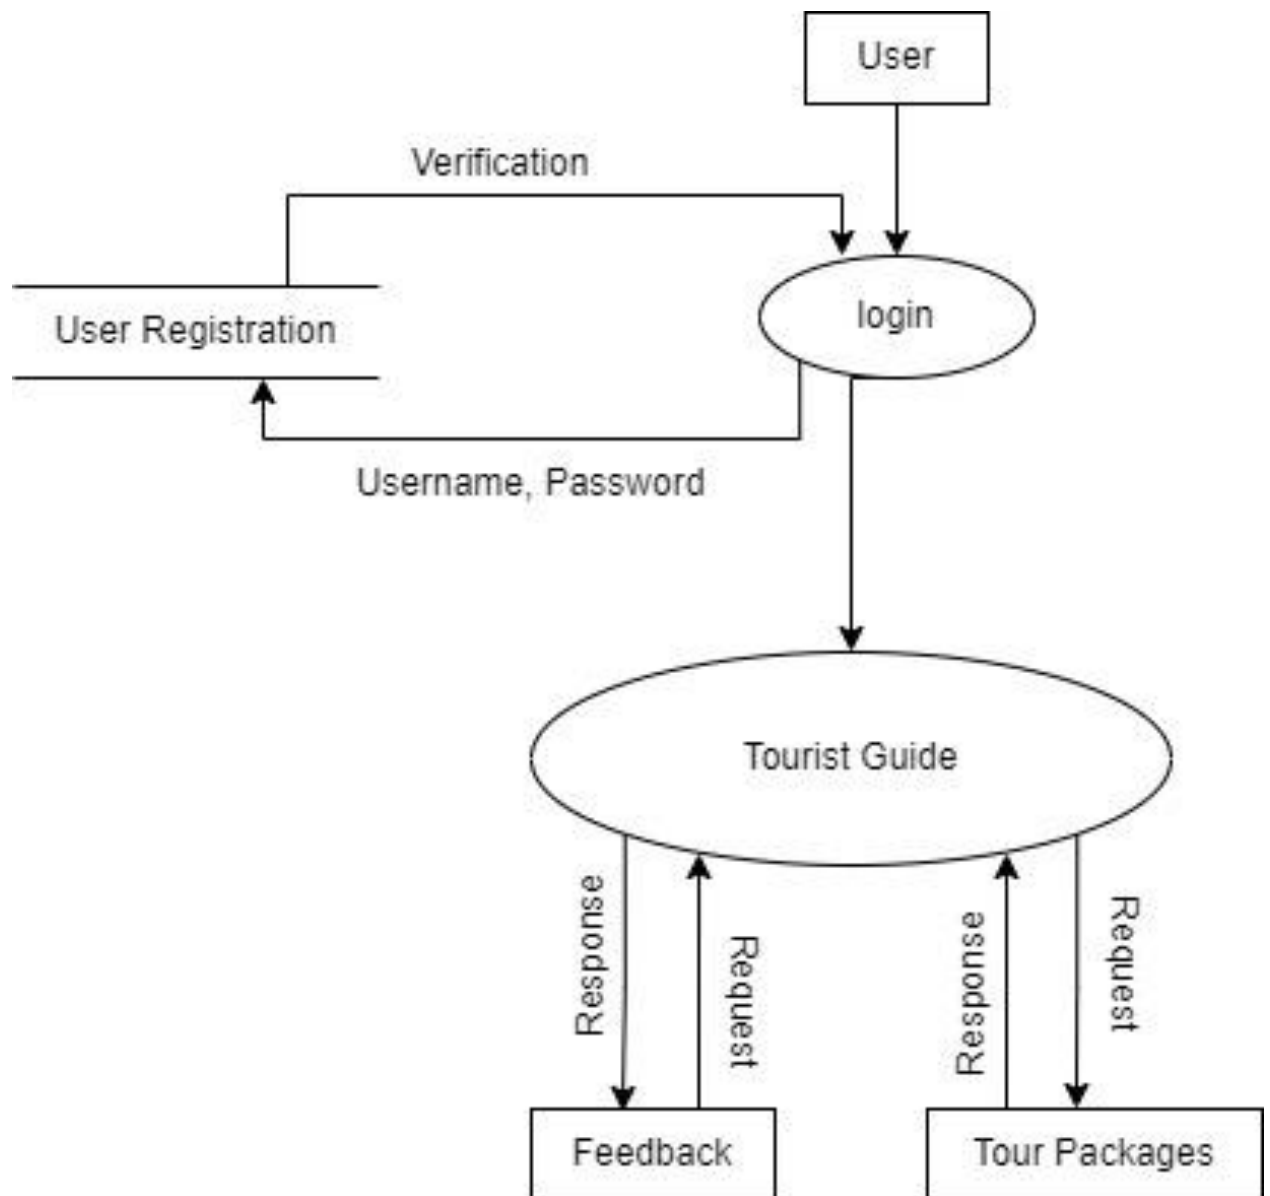 User
Verification
User Registration
login
Username, Password
Tourist Guide
Response
Request
Response
Request
Feedback
Tour Packages